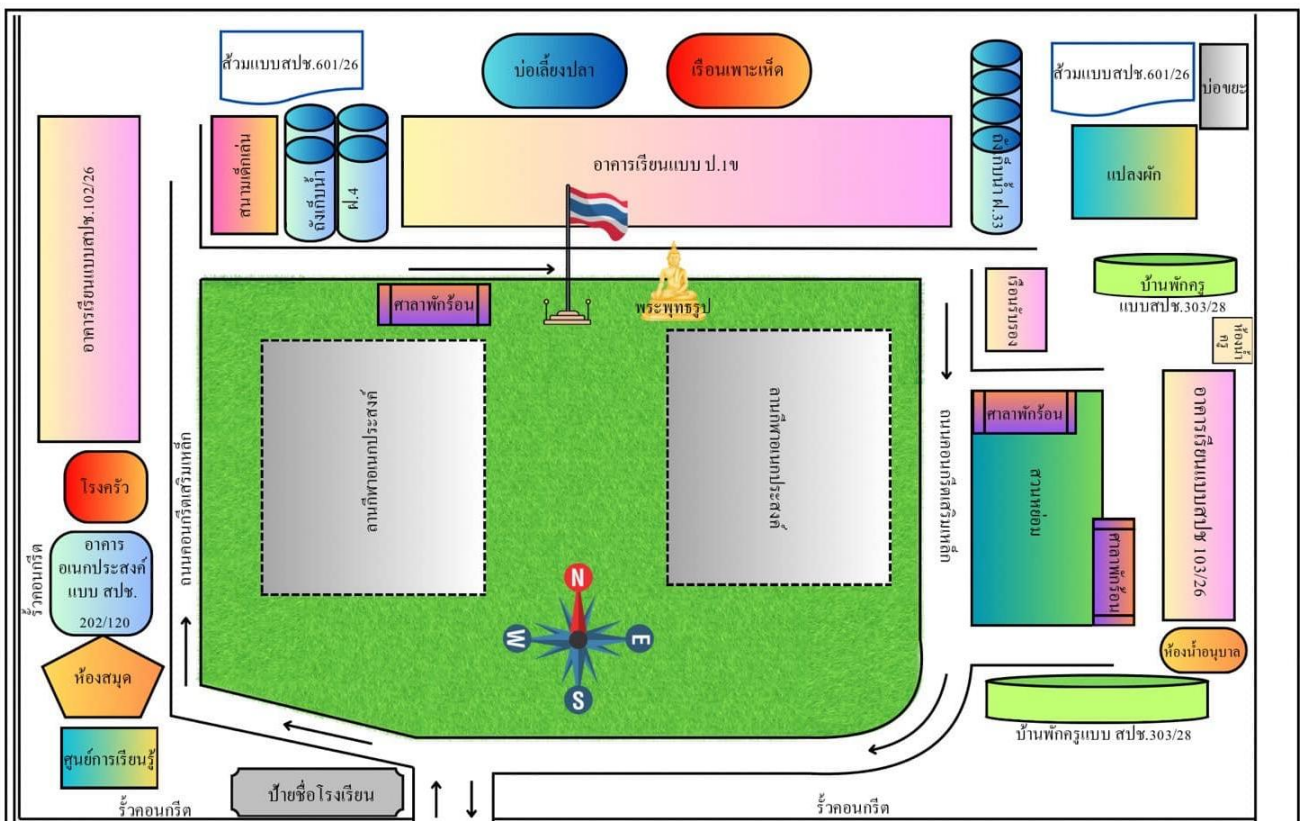 ส้วมแบบสปช.601/26
บ่อเลี้ยงปลา
เรือนเพาะเห็ด
ส้วมแบบสปช.601/26
บ่อขยะ
อาคารเรียนแบบสปช.102/26
สนามเด็กเล่น
ถังเก็บน้ำ
ฝ.4
อาคารเรียนแบบ ป.1ข
ถังเก็บน้ำ ฝ.33
แปลงผัก
ศาลาพักร้อน
พระพุทธรูป
เรือนรับรอง
บ้านพักครู
แบบสปช.303/28
ห้องน้ำ
ครู
ถนนคอนกรีตเสริมเหล็ก
ลานกีฬาอเนกประสงค์
ลานกีฬาอเนกประสงค์
ถนนคอนกรีตเสริมเหล็ก
ศาลาพักร้อน
สวนหย่อม
ศาลาพักร้อน
อาคารเรียนแบบสปช 103/26
โรงครัว
รั้วคอนกรีต
อาคาร
อเนกประสงค์
แบบ สปช.
202/120
N
W
E
S
ห้องสมุด
ห้องน้ำอนุบาล
บ้านพักครูแบบ สปช.303/28
ศูนย์การเรียนรู้
ป้ายชื่อโรงเรียน
รั้วคอนกรีต
รั้วคอนกรีต